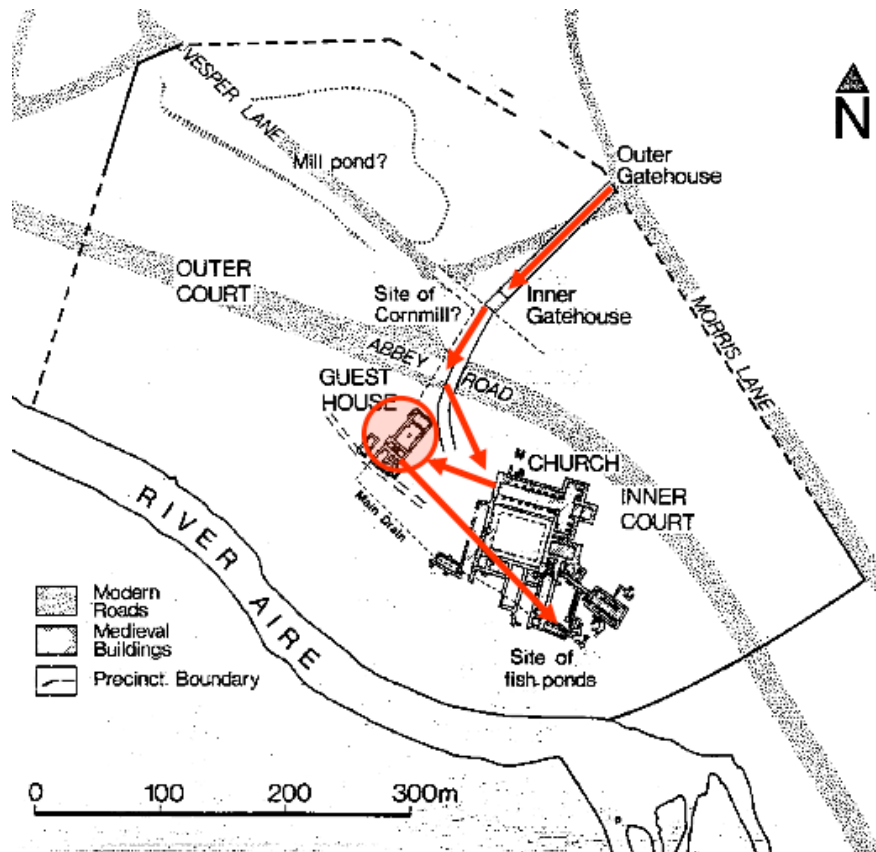 VESPER LANE
Mill pond?
N
Outer
Gatehouse
OUTER
COURT
Site of
Cornmill?
Inner
Gatehouse
MORRIS LANE
ABBEY ROAD
GUEST
HOUSE
CHURCH
INNER
COURT
Main Drain
RIVER AIRE
Modern
Roads
Medieval
Buildings
Precinct. Boundary
Site of
fish ponds
0 100 200 300m